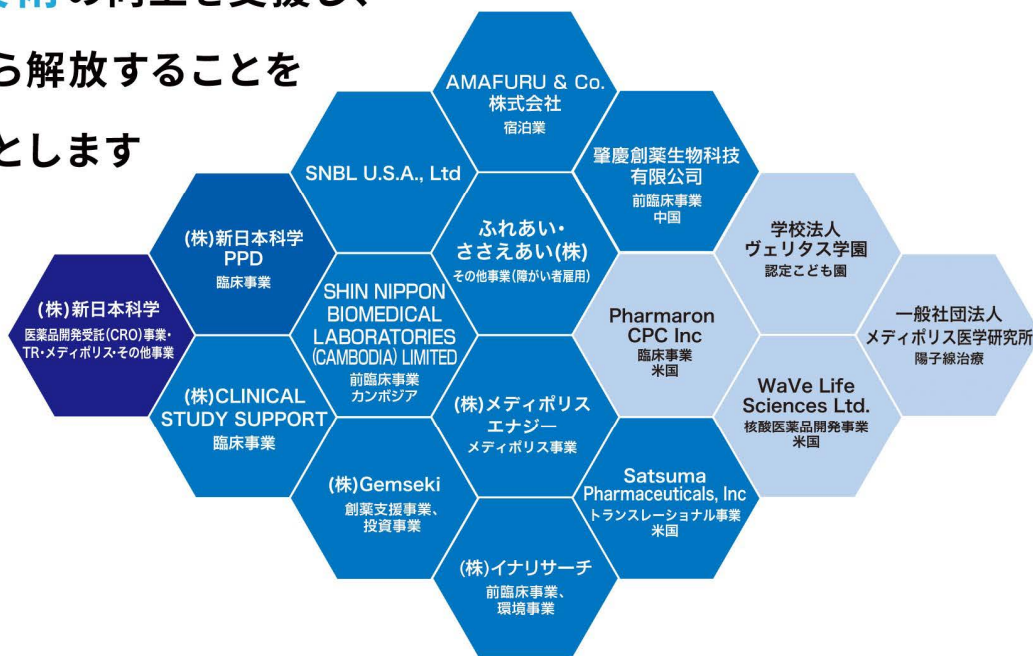 術の向上を支援し、
ら解放することを
とします
AMAFURU & Co.
株式会社
宿泊業
SNBL U.S.A., Ltd
肇慶創薬生物科技
有限公司
前臨床事業
中国
(株)新日本科学
PPD
臨床事業
ふれあい・
ささえあい(株)
その他事業(障がい者雇用)
学校法人
ヴェリタス学園
認定こども園
(株)新日本科学
医薬品開発受託(CRO)事業・
TR・メディポリス・その他事業
SHIN NIPPON
BIOMEDICAL
LABORATORIES
(CAMBODIA) LIMITED
前臨床事業
カンボジア
Pharmaron
CPC Inc
臨床事業
米国
一般社団法人
メディポリス医学研究所
陽子線治療
(株)CLINICAL
STUDY SUPPORT
臨床事業
(株)メディポリス
エナジー
メディポリス事業
WaVe Life
Sciences Ltd.
核酸医薬品開発事業
米国
(株)Gemseki
創薬支援事業、
投資事業
Satsuma
Pharmaceuticals, Inc
トランスレーショナル事業
米国
(株)イナリサーチ
前臨床事業、
環境事業